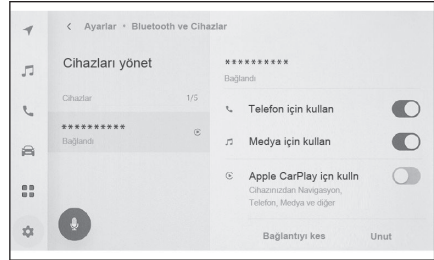 Ayarlar • Bluetooth ve Cihazlar
Cihazları yönet
Cihazlar 1/5
**********
Bağlandı
**********
Bağlandı
Telefon için kullan
Medya için kullan
Apple CarPlay içn kulln
Cihazınızdan Navigasyon,
Telefon, Medya ve diğer
Bağlantıyı kes Unut